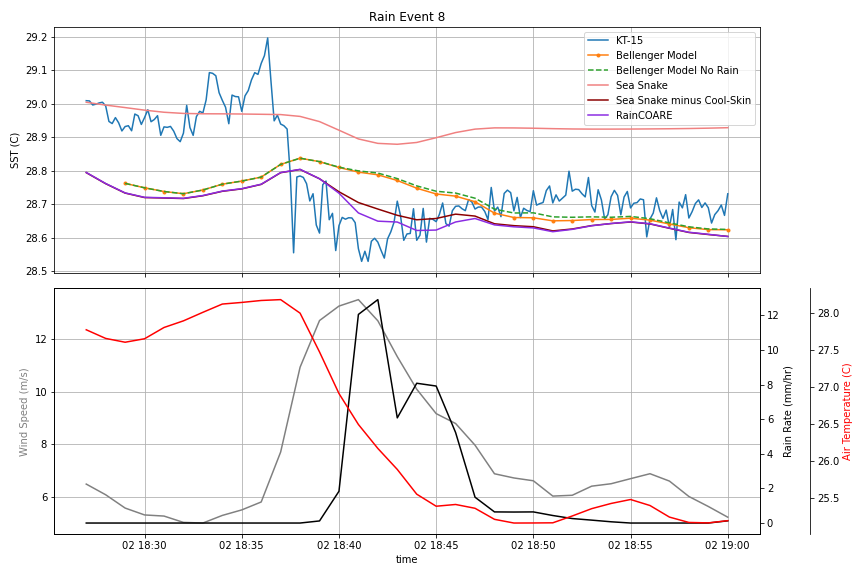 Rain Event 8
29.2
29.1
29.0
28.9
28.8
28.7
28.6
28.5
SST (C)
KT-15
Bellenger Model
Bellenger Model No Rain
Sea Snake
Sea Snake minus Cool-Skin
RainCOARE
12
10
8
6
Wind Speed (m/s)
12
10
8
6
4
2
0
Rain Rate (mm/hr)
28.0
27.5
27.0
26.5
26.0
25.5
Air Temperature (C)
02 18:30
02 18:35
02 18:40
02 18:45
02 18:50
02 18:55
02 19:00
time